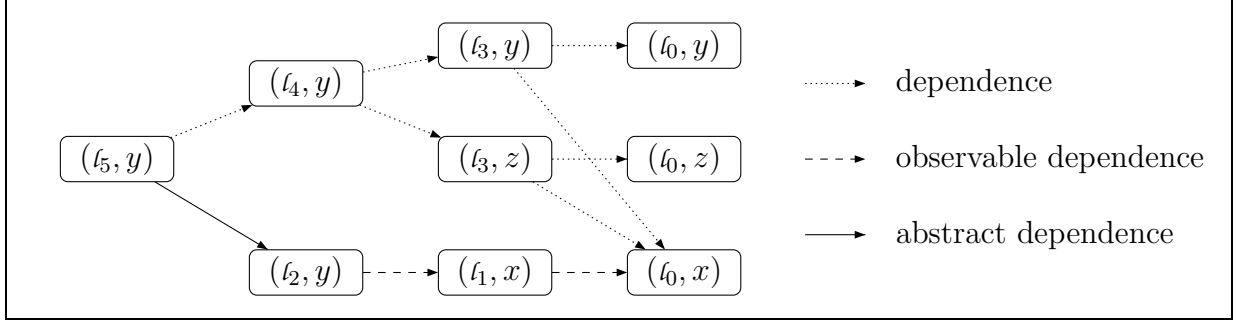 (ℓ₃, y)
(ℓ₀, y)
(ℓ₄, y)
dependence
(ℓ₅, y)
(ℓ₃, z)
(ℓ₀, z)
observable dependence
abstract dependence
(ℓ₂, y)
(ℓ₁, x)
(ℓ₀, x)